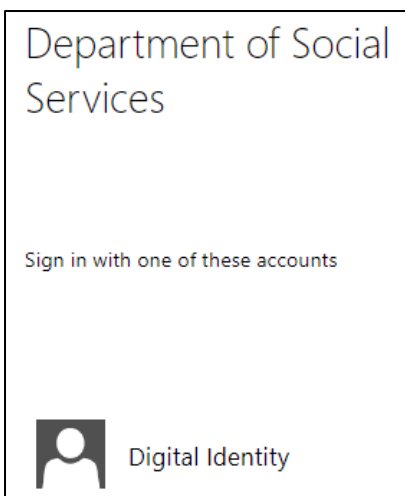 Department of Social
Services
Sign in with one of these accounts
Digital Identity